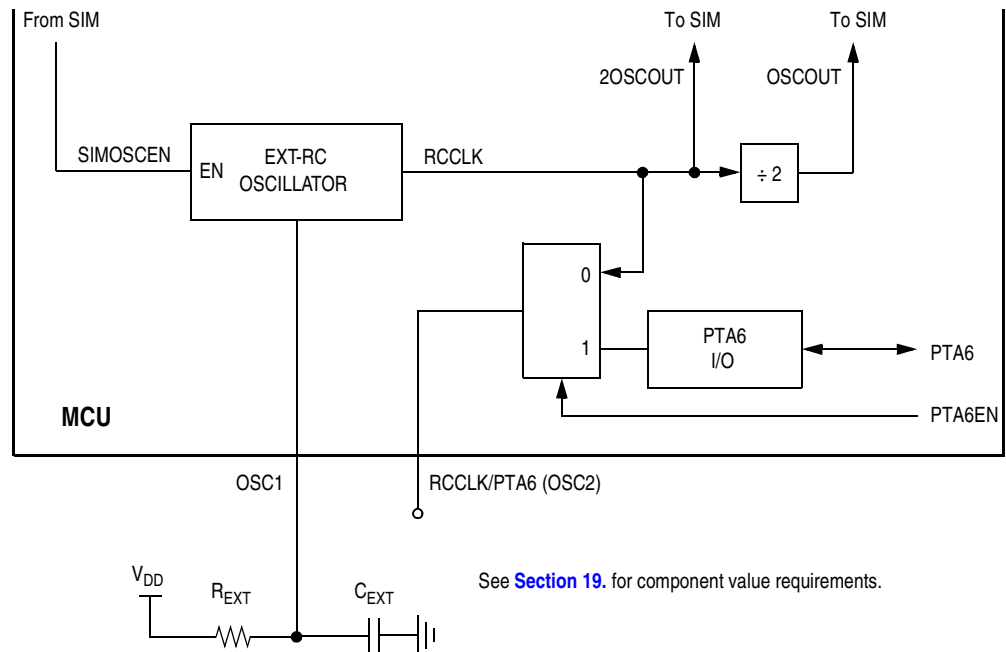 From SIM
To SIM
To SIM
2OSCOUT
OSCOUT
SIMOSCEN
EN
EXT-RC
OSCILLATOR
RCCLK
÷ 2
0
1
PTA6
I/O
PTA6
PTA6EN
MCU
OSC1
RCCLK/PTA6 (OSC2)
See Section 19. for component value requirements.
VDD
REXT
CEXT